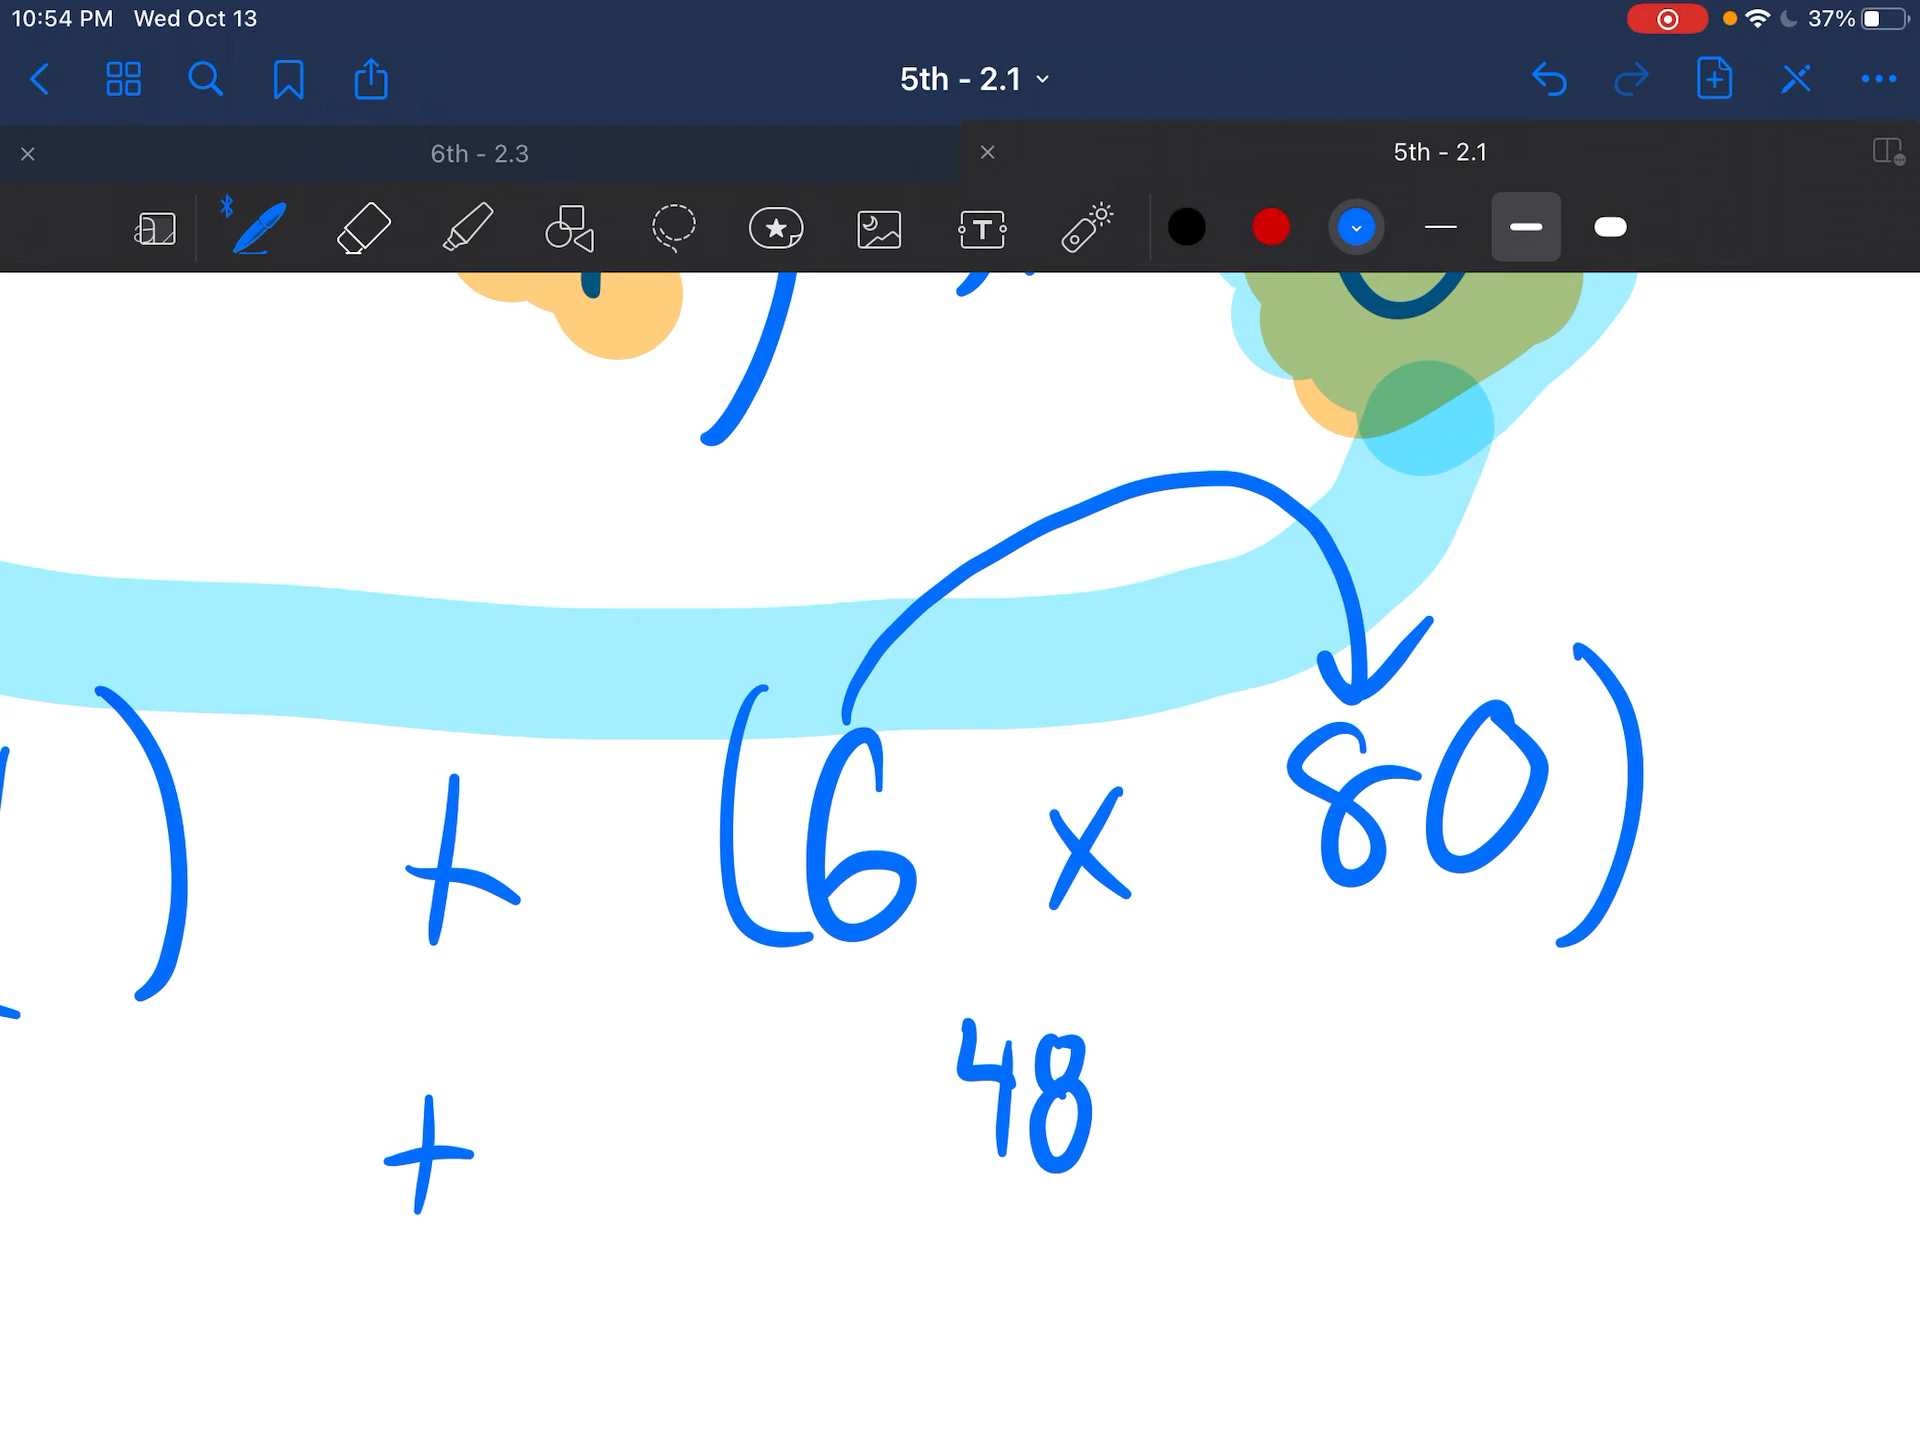 10:54 PM Wed Oct 13 37%
5th - 2.1
6th - 2.3 5th - 2.1
) + (6 x 80)
+ 48